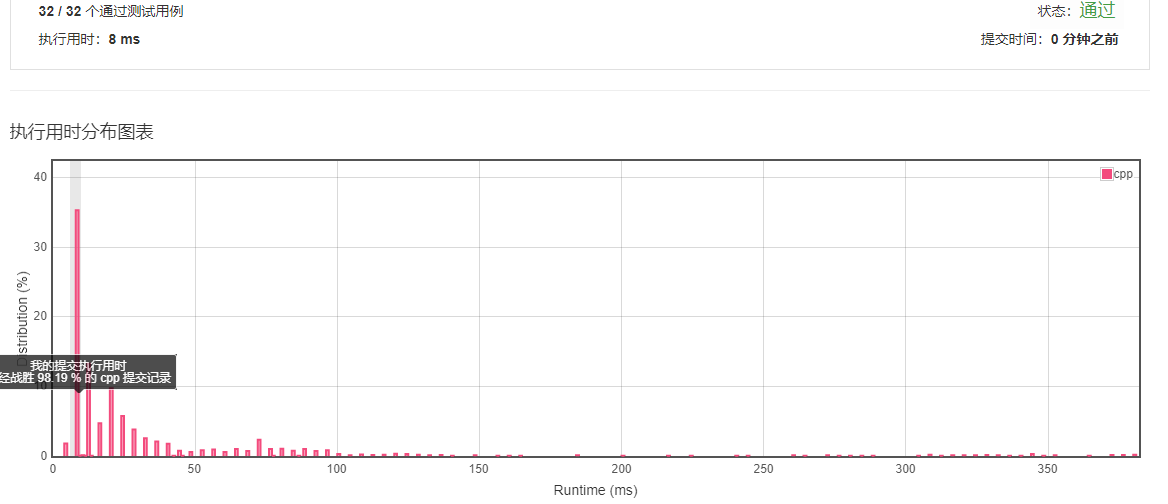 32 / 32 个通过测试用例
状态：通过
执行用时：8 ms
提交时间：0 分钟之前
执行用时分布图表
cpp
40
30
20
10
0
Distribution (%)
我的提交执行用时
经战胜 98.19 % 的 cpp 提交记录
0
50
100
150
200
250
300
350
Runtime (ms)